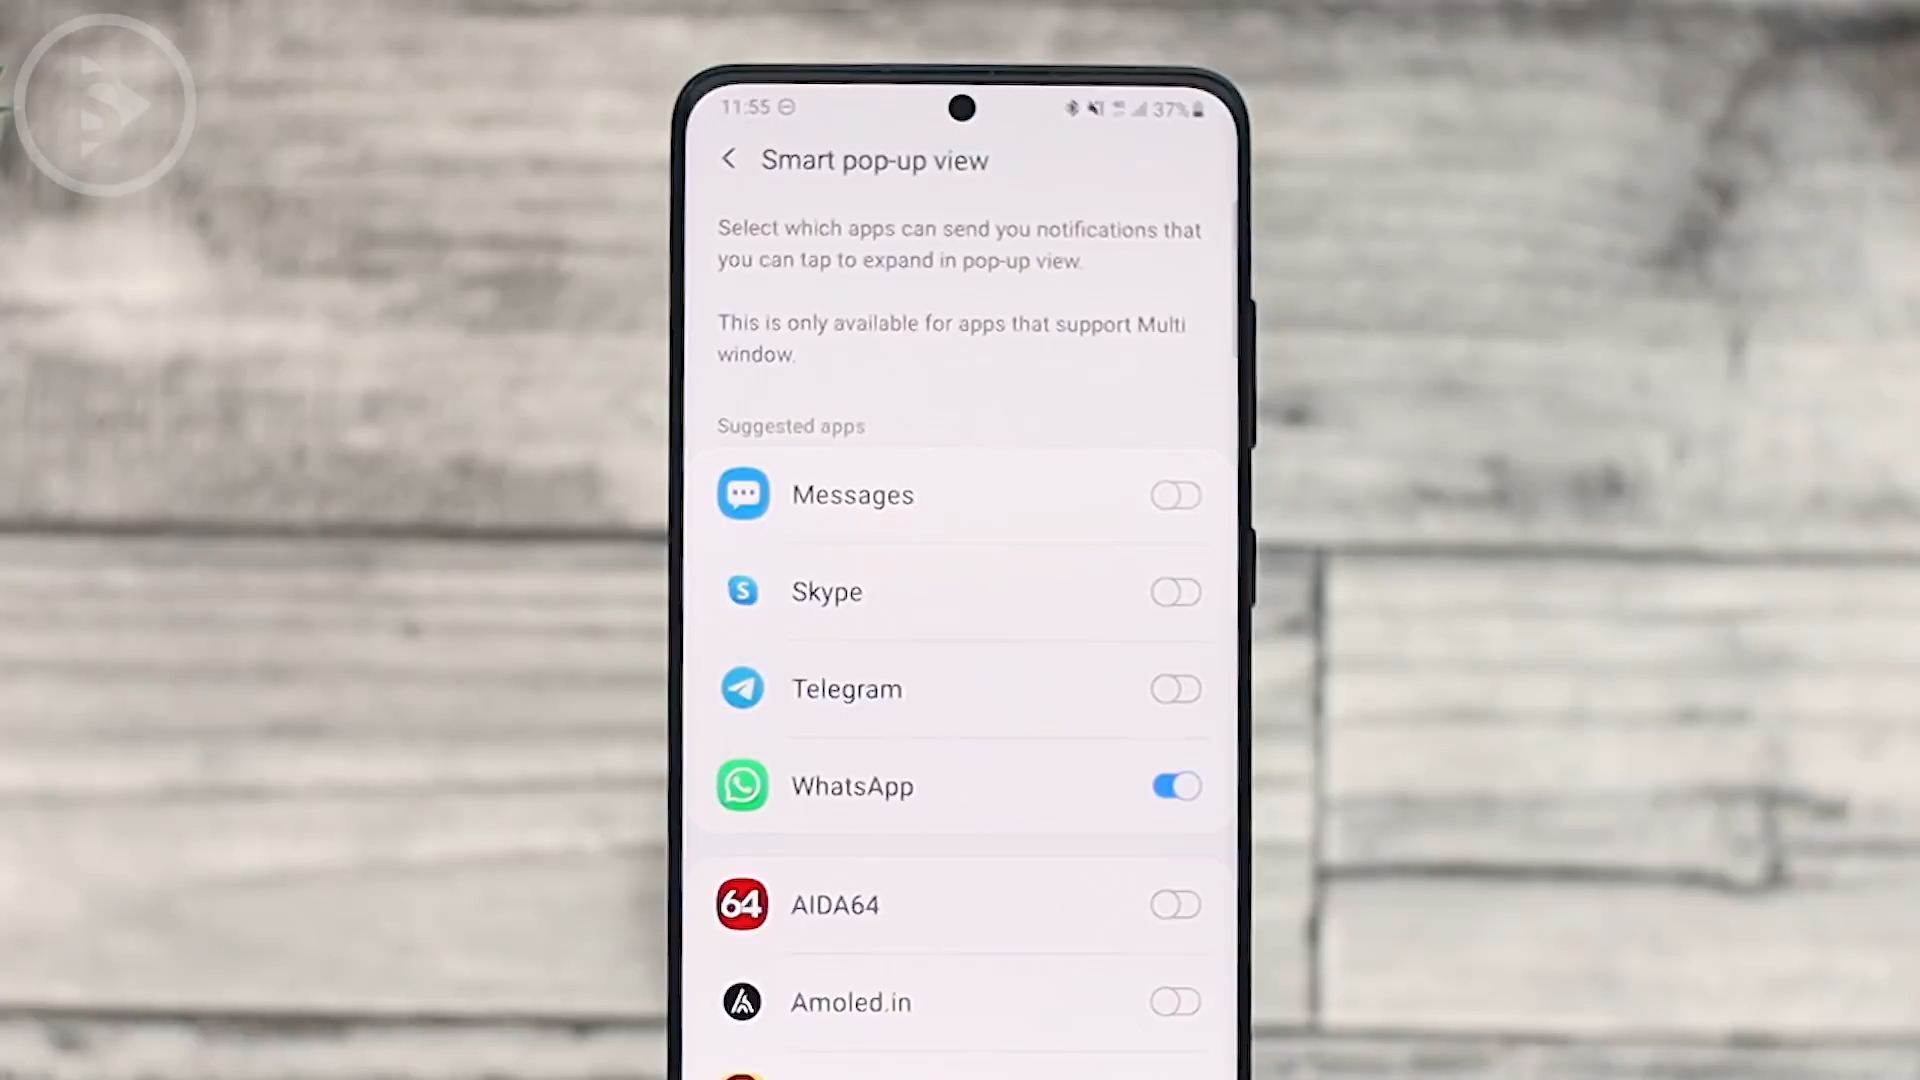 S
11:55 37%
Smart pop-up view
Select which apps can send you notifications that
you can tap to expand in pop-up view.
This is only available for apps that support Multi
window.
Suggested apps
Messages
S Skype
Telegram
WhatsApp
64 AIDA64
Amoled.in